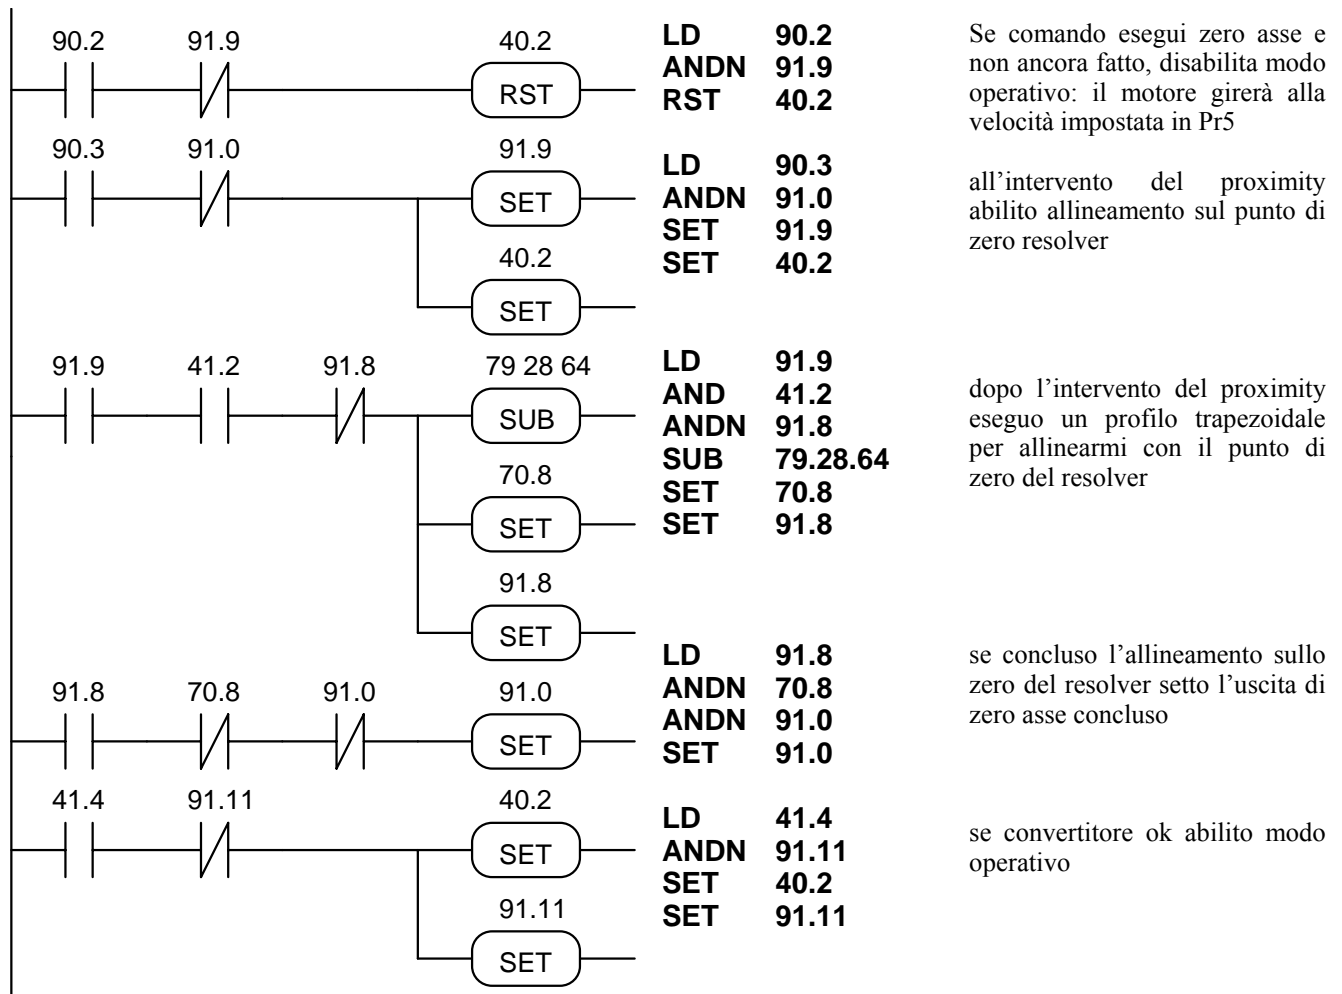 90.2 91.9 40.2
RST
LD 90.2
ANDN 91.9
RST 40.2
Se comando esegui zero asse e
non ancora fatto, disabilita modo
operativo: il motore girerà alla
velocità impostata in Pr5
90.3 91.0 91.9
SET
40.2
SET
LD 90.3
ANDN 91.0
SET 91.9
SET 40.2
all’intervento del proximity
abilito allineamento sul punto di
zero resolver
91.9 41.2 91.8 79 28 64
SUB
70.8
SET
91.8
SET
LD 91.9
AND 41.2
ANDN 91.8
SUB 79.28.64
SET 70.8
SET 91.8
dopo l’intervento del proximity
eseguo un profilo trapezoidale
per allinearmi con il punto di
zero del resolver
91.8 70.8 91.0 91.0
SET
LD 91.8
ANDN 70.8
ANDN 91.0
SET 91.0
se concluso l’allineamento sullo
zero del resolver setto l’uscita di
zero asse concluso
41.4 91.11 40.2
SET
91.11
SET
LD 41.4
ANDN 91.11
SET 40.2
SET 91.11
se convertitore ok abilito modo
operativo